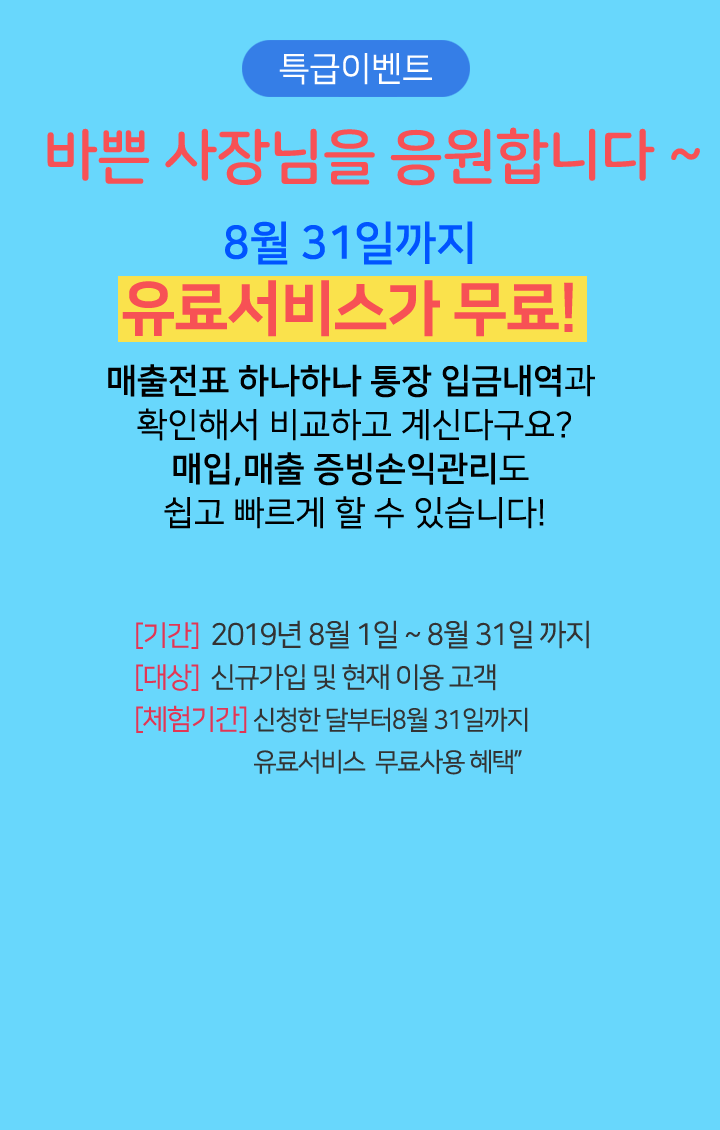 특급이벤트
바쁜 사장님을 응원합니다 ~
8월 31일까지
유료서비스가 무료!
매출전표 하나하나 통장 입금내역과
확인해서 비교하고 계신다구요?
매입,매출 증빙손익관리도
쉽고 빠르게 할 수 있습니다!
[기간] 2019년 8월 1일 ~ 8월 31일 까지
[대상] 신규가입 및 현재 이용 고객
[체험기간] 신청한 달부터8월 31일까지
유료서비스 무료사용 혜택”